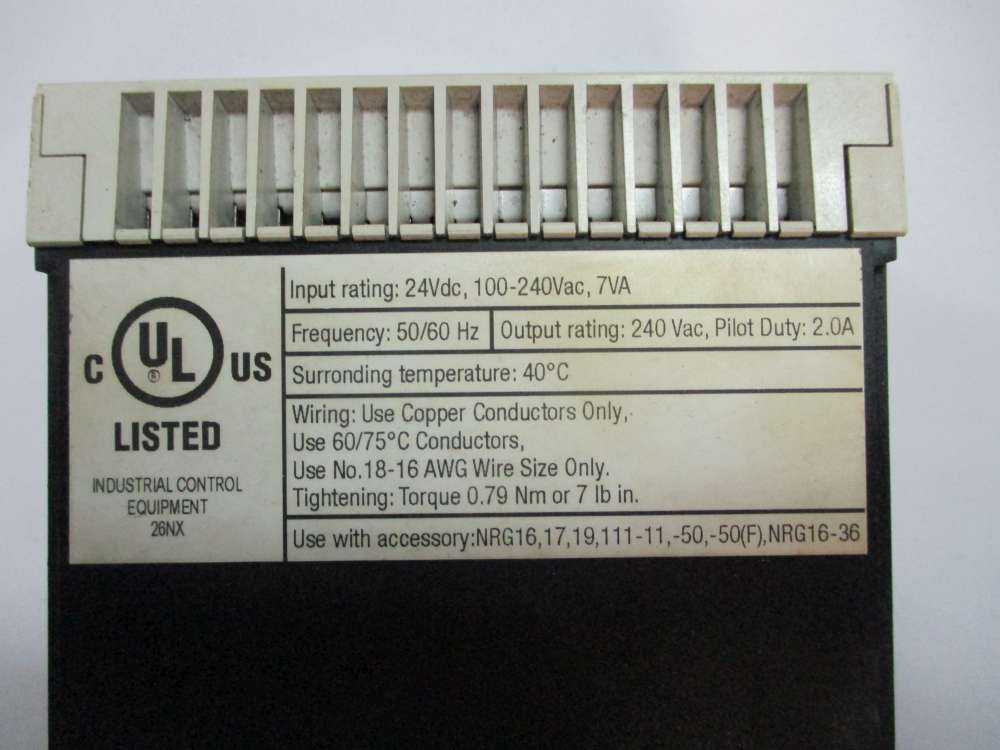 C UL ® US
LISTED
INDUSTRIAL CONTROL
EQUIPMENT
26NX
Input rating: 24Vdc, 100-240Vac, 7VA
Frequency: 50/60 Hz
Output rating: 240 Vac, Pilot Duty: 2.0A
Surronding temperature: 40°C
Wiring: Use Copper Conductors Only,
Use 60/75°C Conductors,
Use No.18-16 AWG Wire Size Only.
Tightening: Torque 0.79 Nm or 7 lb in.
Use with accessory:NRG16,17,19,111-11,-50,-50(F),NRG16-36